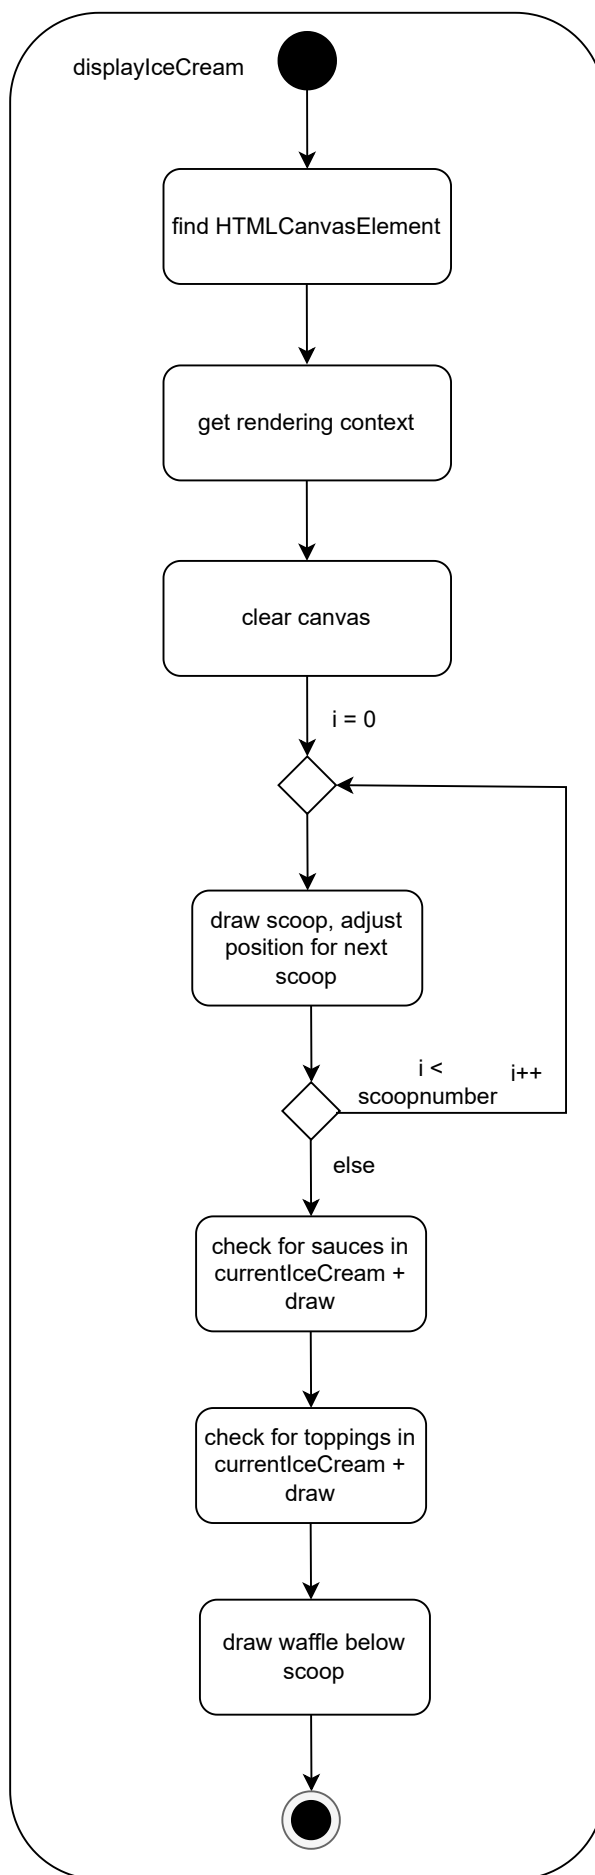 displayIceCream
find HTMLCanvasElement
get rendering context
clear canvas
i = 0
draw scoop, adjust
position for next
scoop
i <
scoopnumber
i++
else
check for sauces in
currentIceCream +
draw
check for toppings in
currentIceCream +
draw
draw waffle below
scoop